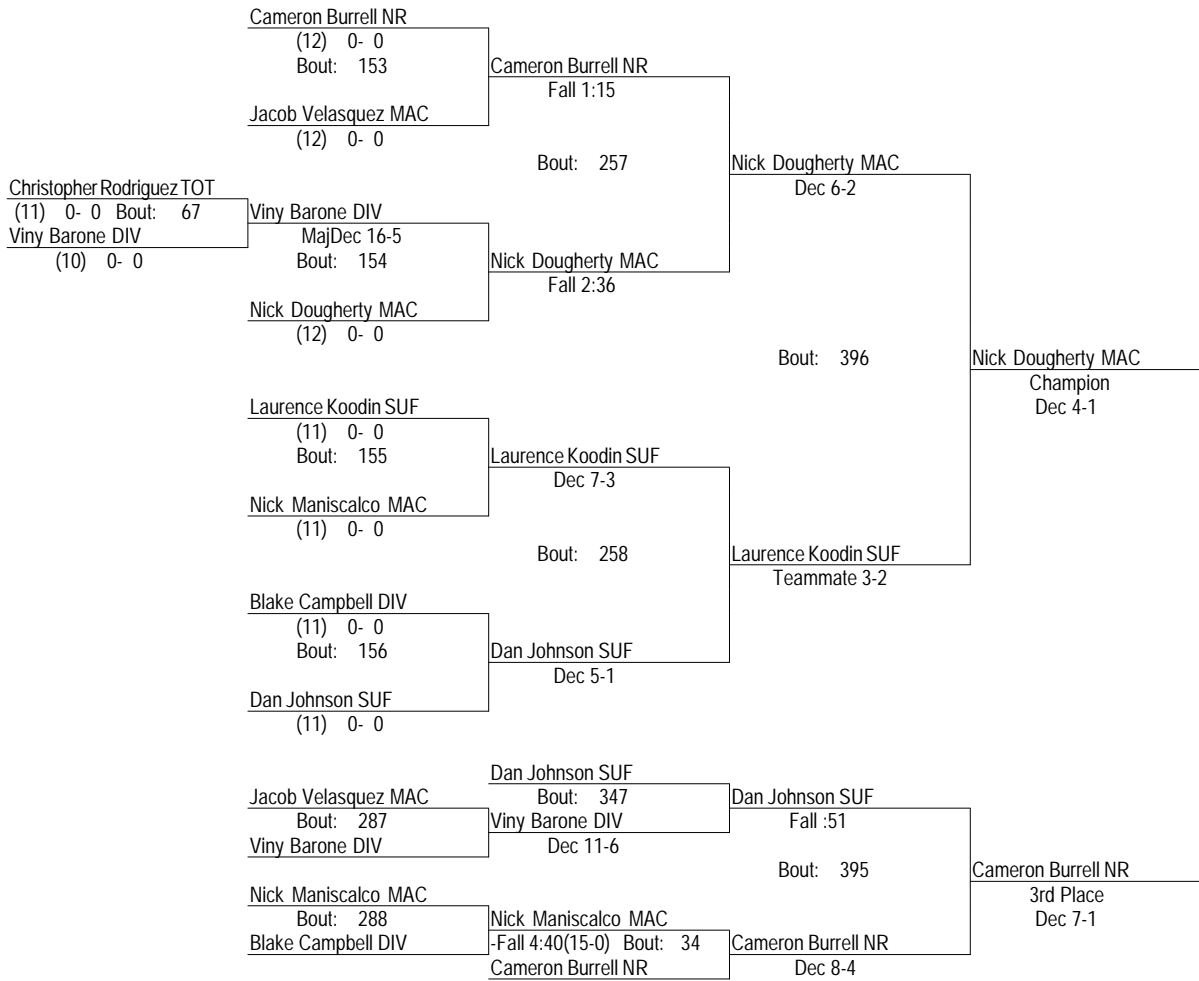 Cameron Burrell NR
(12) 0- 0
Bout: 153
Cameron Burrell NR
Fall 1:15
Jacob Velasquez MAC
(12) 0- 0
Bout: 257
Nick Dougherty MAC
Dec 6-2
Christopher Rodriguez TOT
(11) 0- 0 Bout: 67
Viny Barone DIV
(10) 0- 0
Viny Barone DIV
MajDec 16-5
Bout: 154
Nick Dougherty MAC
Fall 2:36
Nick Dougherty MAC
(12) 0- 0
Bout: 396
Nick Dougherty MAC
Champion
Dec 4-1
Laurence Koodin SUF
(11) 0- 0
Bout: 155
Laurence Koodin SUF
Dec 7-3
Nick Maniscalco MAC
(11) 0- 0
Bout: 258
Laurence Koodin SUF
Teammate 3-2
Blake Campbell DIV
(11) 0- 0
Bout: 156
Dan Johnson SUF
Dec 5-1
Dan Johnson SUF
(11) 0- 0
Dan Johnson SUF
Bout: 347
Dan Johnson SUF
Fall :51
Jacob Velasquez MAC
Bout: 287
Viny Barone DIV
Viny Barone DIV
Dec 11-6
Bout: 395
Cameron Burrell NR
3rd Place
Dec 7-1
Nick Maniscalco MAC
Bout: 288
Blake Campbell DIV
Nick Maniscalco MAC
-Fall 4:40(15-0) Bout: 34
Cameron Burrell NR
Cameron Burrell NR
Dec 8-4